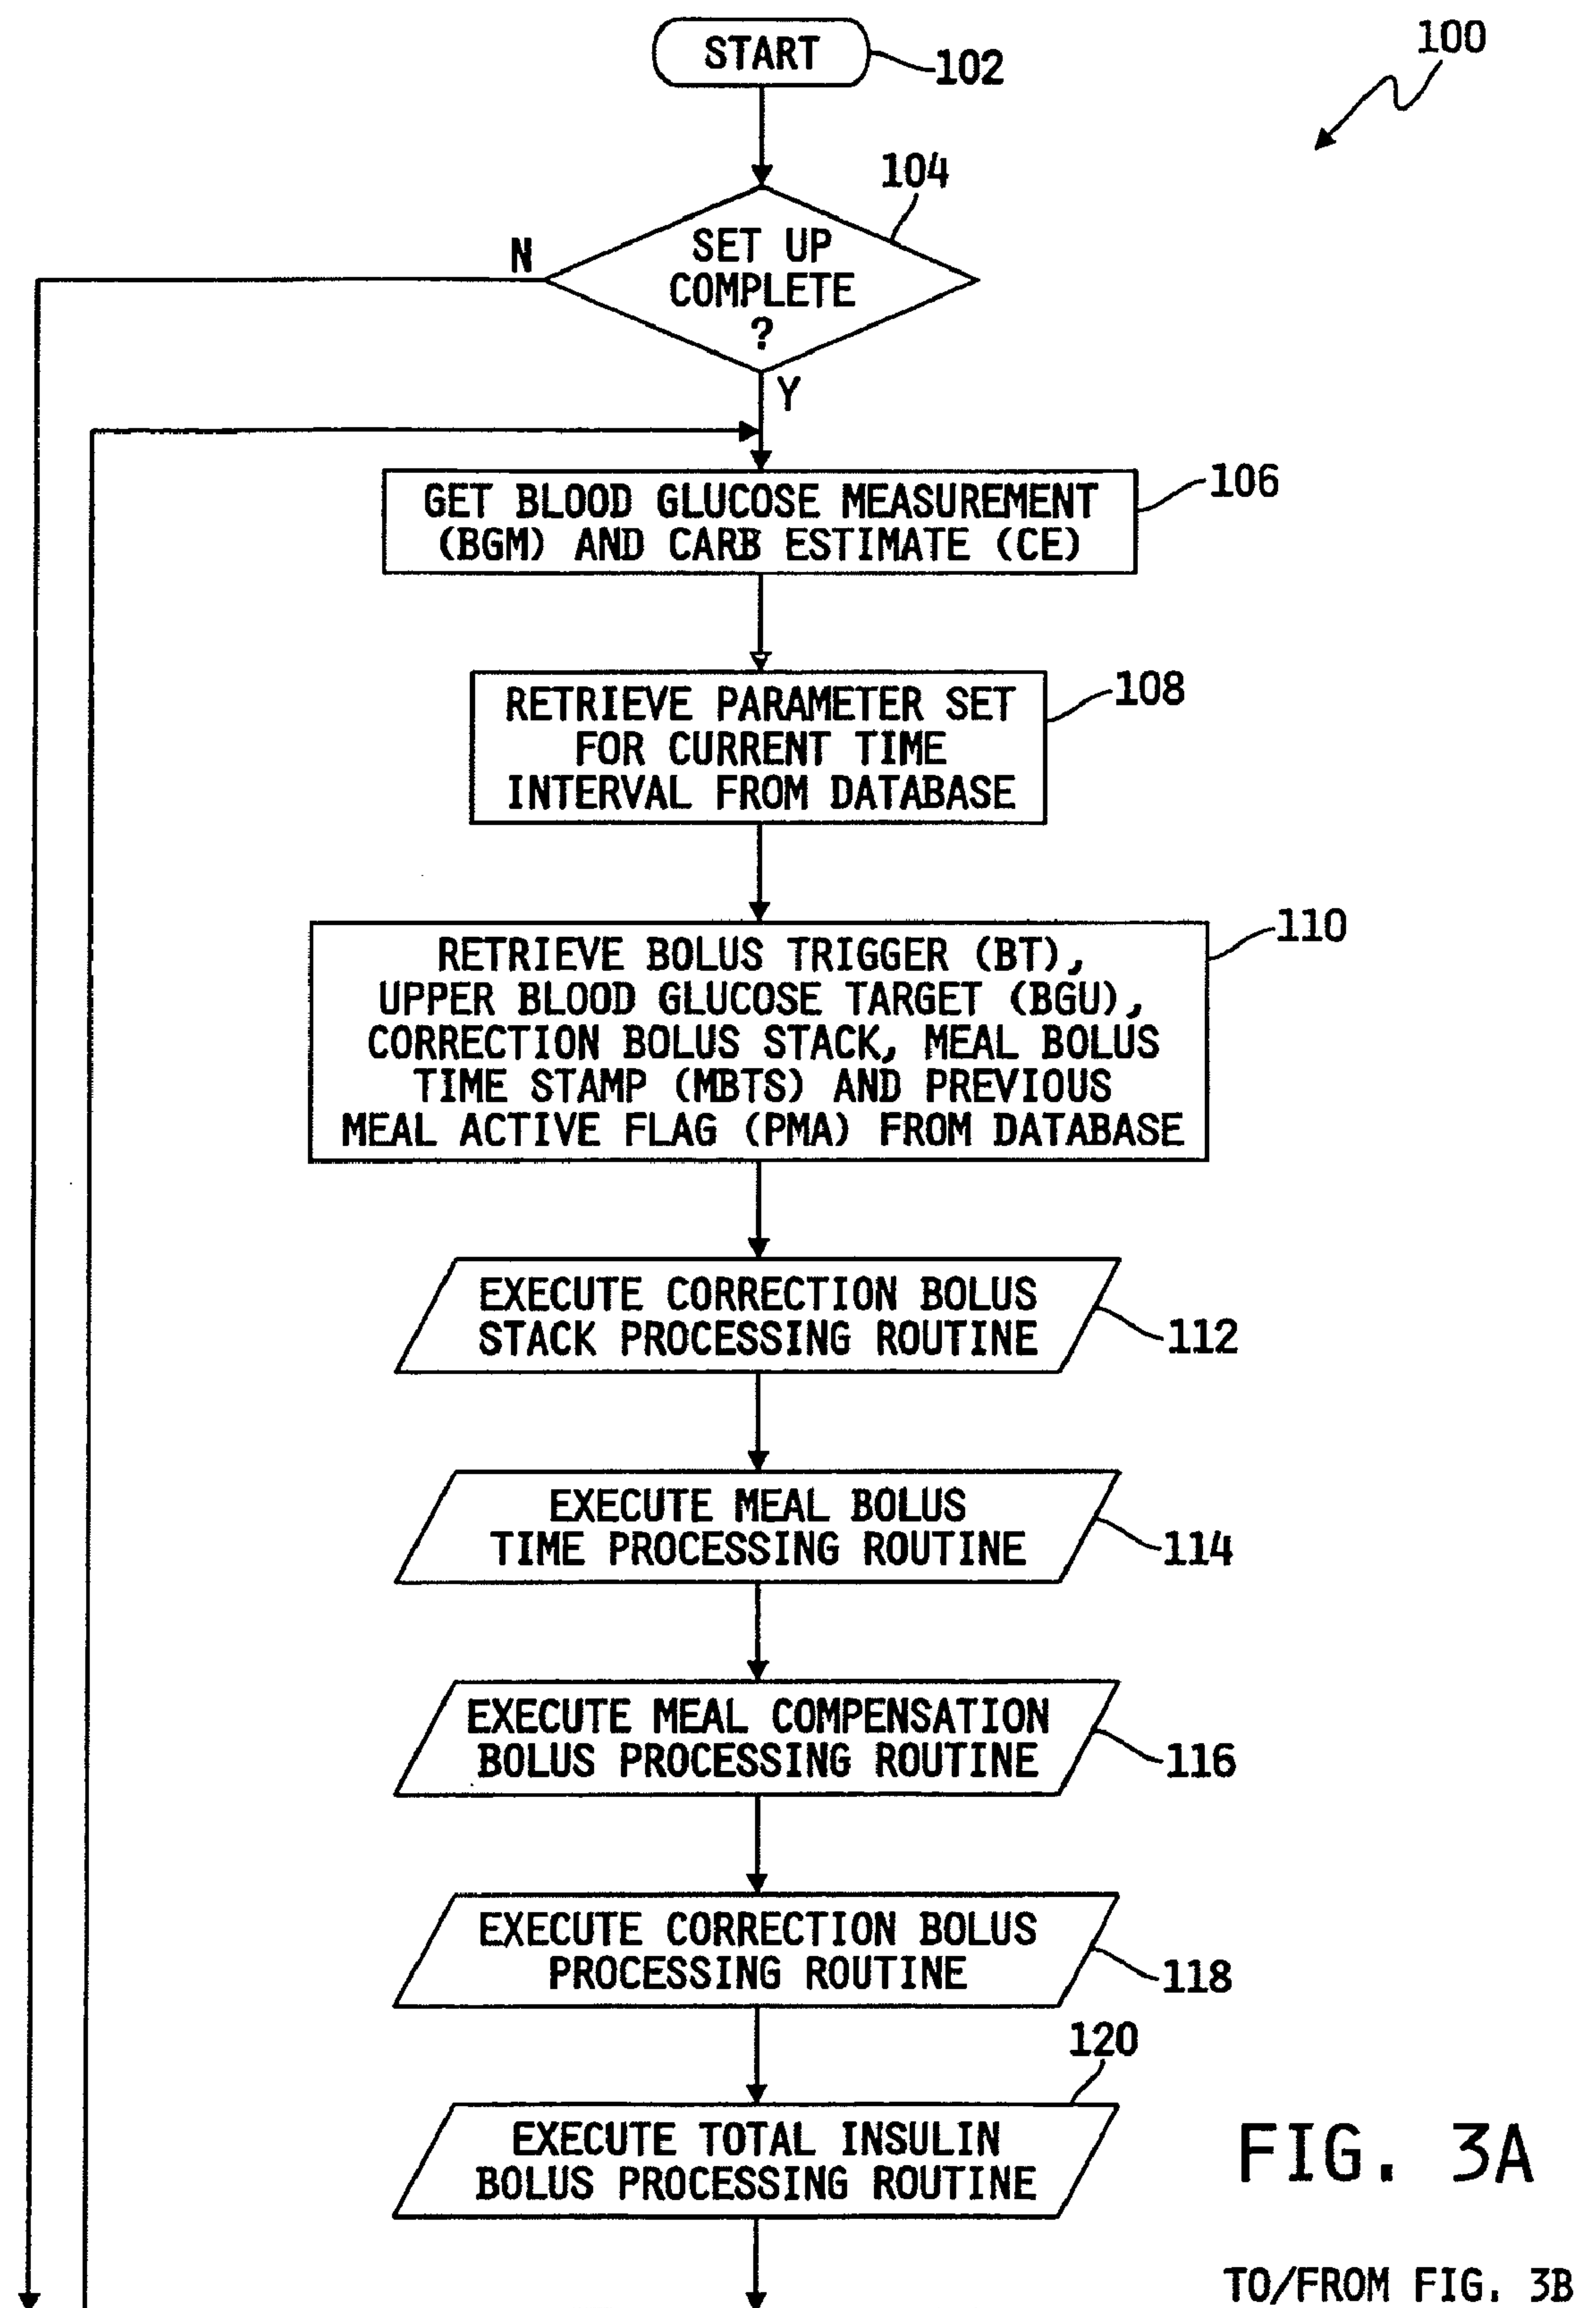 START
102
100
104
SET UP
COMPLETE
?
N
Y
GET BLOOD GLUCOSE MEASUREMENT
(BGM) AND CARB ESTIMATE (CE)
106
RETRIEVE PARAMETER SET
FOR CURRENT TIME
INTERVAL FROM DATABASE
108
RETRIEVE BOLUS TRIGGER (BT),
UPPER BLOOD GLUCOSE TARGET (BGU),
CORRECTION BOLUS STACK, MEAL BOLUS
TIME STAMP (MBTS) AND PREVIOUS
MEAL ACTIVE FLAG (PMA) FROM DATABASE
110
EXECUTE CORRECTION BOLUS
STACK PROCESSING ROUTINE
112
EXECUTE MEAL BOLUS
TIME PROCESSING ROUTINE
114
EXECUTE MEAL COMPENSATION
BOLUS PROCESSING ROUTINE
116
EXECUTE CORRECTION BOLUS
PROCESSING ROUTINE
118
120
EXECUTE TOTAL INSULIN
BOLUS PROCESSING ROUTINE
FIG. 3A
TO/FROM FIG. 3B